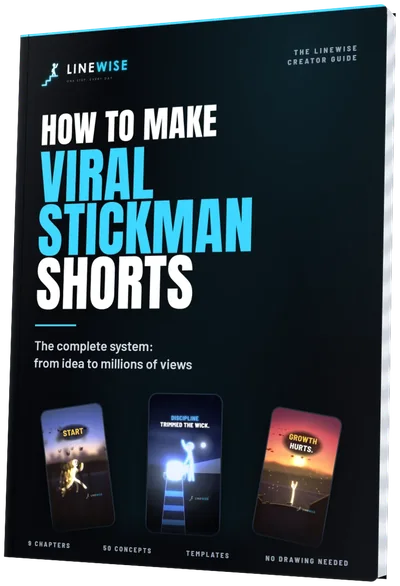 LINEWISE
THE LINEWISE
CREATOR GUIDE
HOW TO MAKE
VIRAL
STICKMAN
SHORTS
The complete system:
from idea to millions of views
START
DISCIPLINE
TRIMMED THE WICK.
GROWTH
HURTS.
9 CHAPTERS
50 CONCEPTS
TEMPLATES
NO DRAWING NEEDED